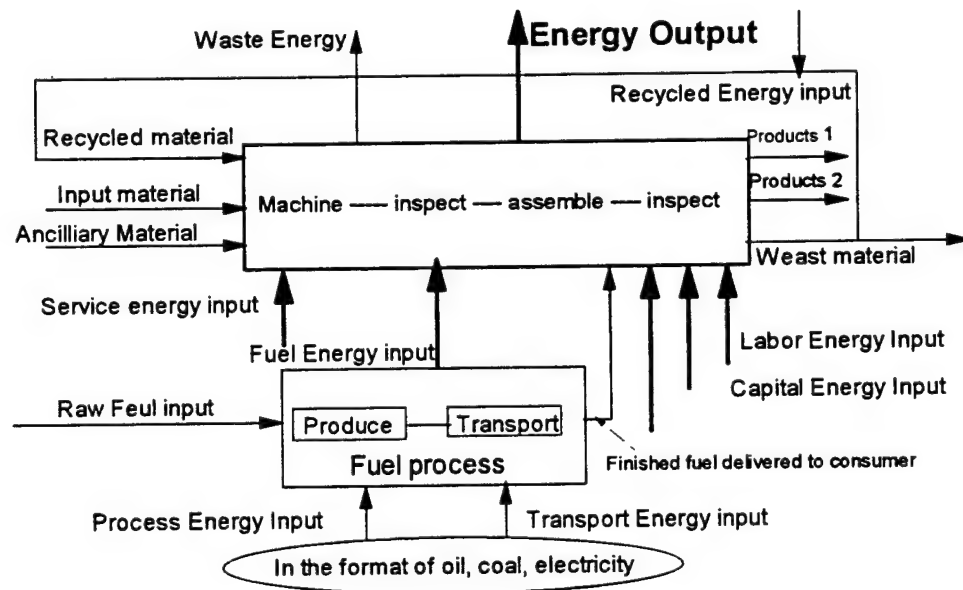 Waste Energy
Energy Output
Recycled Energy input
Recycled material
Products 1
Input material
Machine inspect assemble inspect
Products 2
Ancilliary Material
Weast material
Service energy input
Fuel Energy input
Labor Energy Input
Capital Energy Input
Raw Feul input
Produce
Transport
Fuel process
Finished fuel delivered to consumer
Process Energy Input
Transport Energy input
In the format of oil, coal, electricity